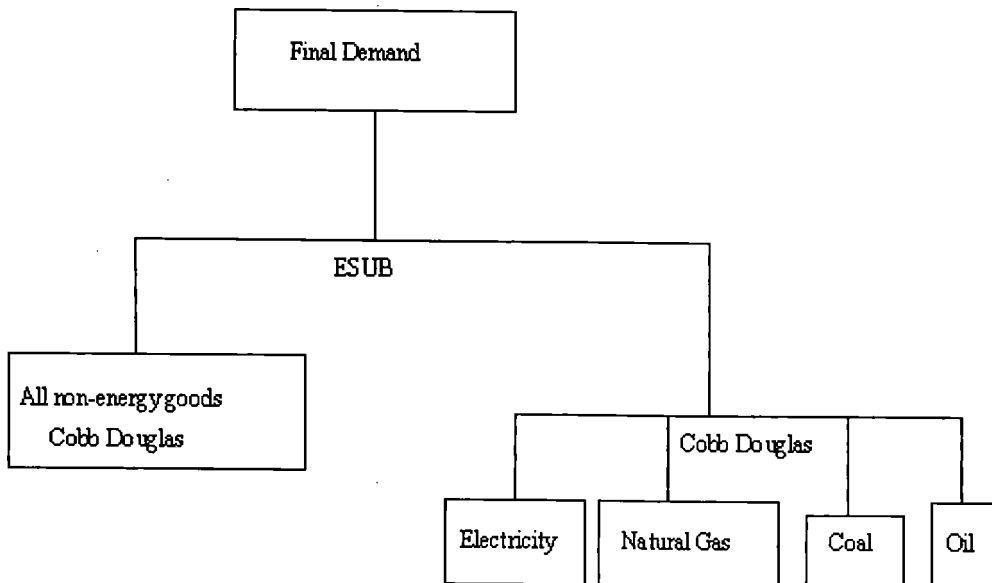 Final Demand
ESUB
All non-energy goods
Cobb Douglas
Cobb Douglas
Electricity
Natural Gas
Coal
Oil